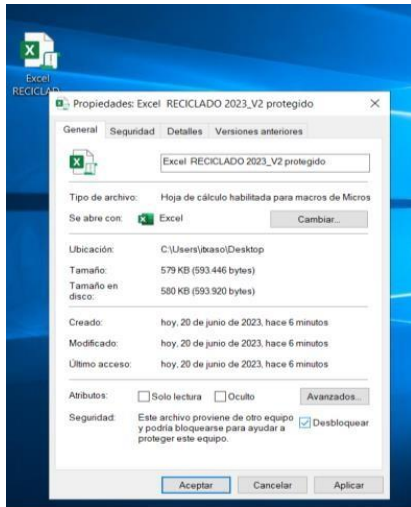 Excel
RECICLAD
Propiedades: Excel RECICLADO 2023_V2 protegido
General Seguridad Detalles Versiones anteriores
Excel RECICLADO 2023_V2 protegido
Tipo de archivo: Hoja de cálculo habilitada para macros de Micros
Se abre con: Excel Cambiar...
Ubicación: C:\Users\itxaso\Desktop
Tamaño: 579 KB (593.446 bytes)
Tamaño en disco: 580 KB (593.920 bytes)
Creado: hoy, 20 de junio de 2023, hace 6 minutos
Modificado: hoy, 20 de junio de 2023, hace 6 minutos
Último acceso: hoy, 20 de junio de 2023, hace 6 minutos
Atributos: Solo lectura Oculto Avanzados...
Seguridad: Este archivo proviene de otro equipo
y podría bloquearse para ayudar a
proteger este equipo.
Desbloquear
Aceptar Cancelar Aplicar